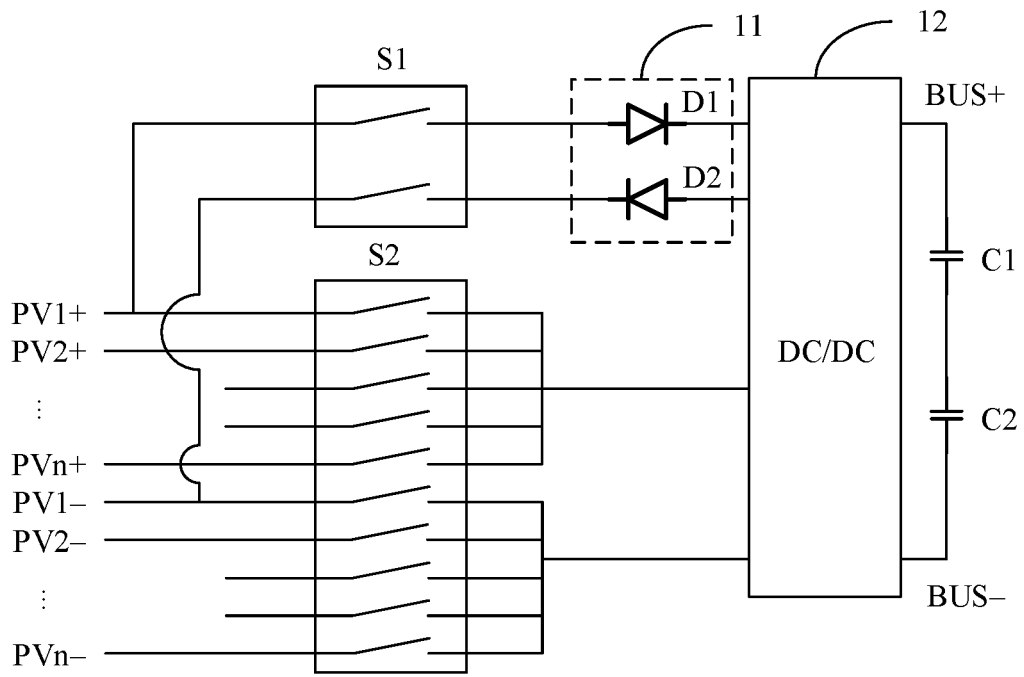 11
12
S1
D1
BUS+
D2
S2
C1
PV1+
PV2+
DC/DC
⋮
C2
PVn+
PV1–
PV2–
⋮
BUS–
PVn–